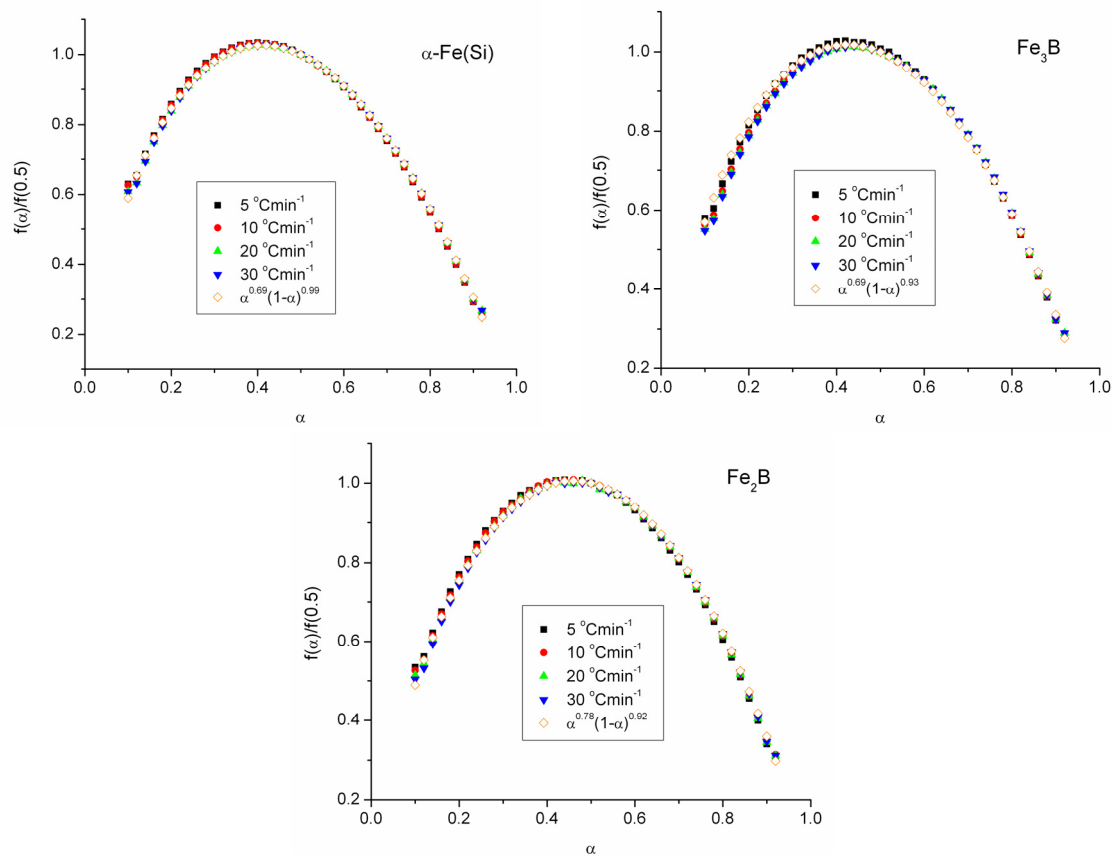 α-Fe(Si)
f(α)/f(0.5)
1.0
0.8
0.6
0.4
0.2
5 °Cmin⁻¹
10 °Cmin⁻¹
20 °Cmin⁻¹
30 °Cmin⁻¹
α^0.69(1-α)^0.99
0.0 0.2 0.4 0.6 0.8 1.0
α
Fe₃B
f(α)/f(0.5)
1.0
0.8
0.6
0.4
0.2
5 °Cmin⁻¹
10 °Cmin⁻¹
20 °Cmin⁻¹
30 °Cmin⁻¹
α^0.69(1-α)^0.93
0.0 0.2 0.4 0.6 0.8 1.0
α
Fe₂B
f(α)/f(0.5)
1.0
0.8
0.6
0.4
0.2
5 °Cmin⁻¹
10 °Cmin⁻¹
20 °Cmin⁻¹
30 °Cmin⁻¹
α^0.78(1-α)^0.92
0.0 0.2 0.4 0.6 0.8 1.0
α